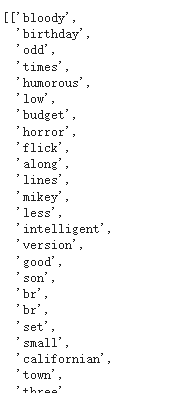 [['bloody',
'birthday',
'odd',
'times',
'humorous',
'low',
'budget',
'horror',
'flick',
'along',
'lines',
'mikey',
'less',
'intelligent',
'version',
'good',
'son',
'br',
'br',
'set',
'small',
'californian',
'town',
'three'